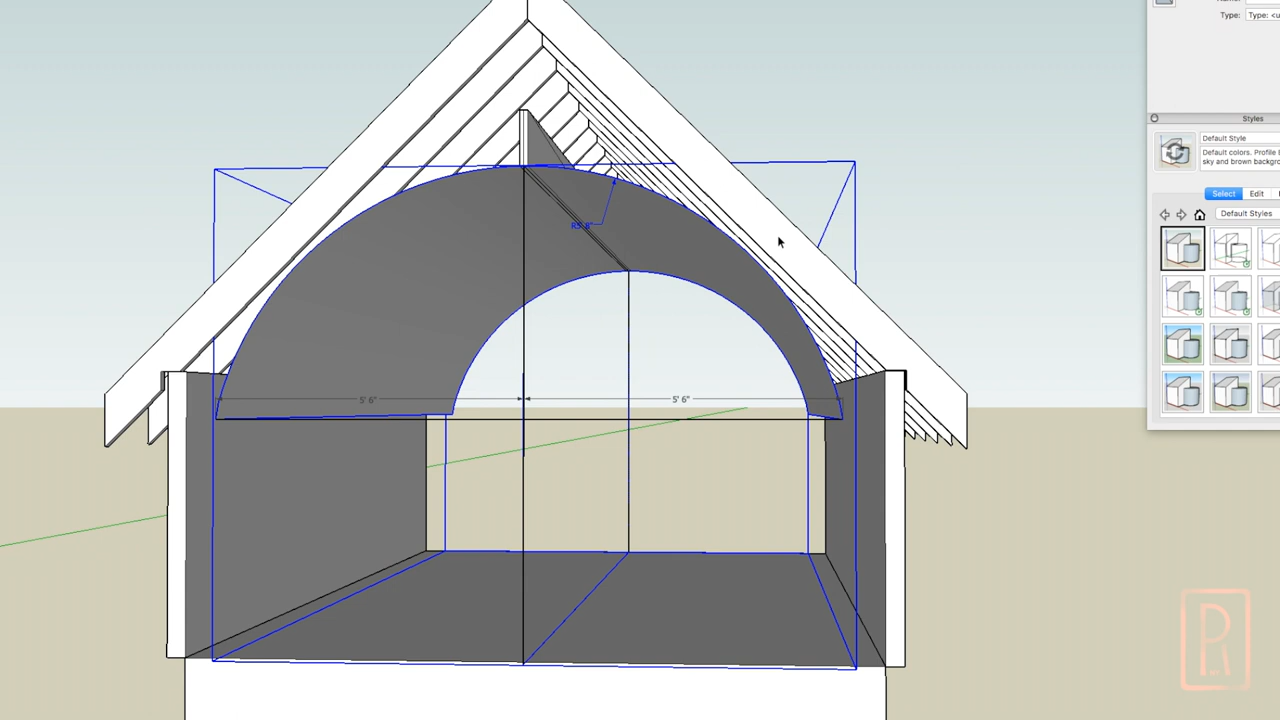 Type:
Type: <u
Styles
Default Style
Default colors. Profile
sky and brown backgro
Select
Edit
Default Styles
5' 6"
5' 6"